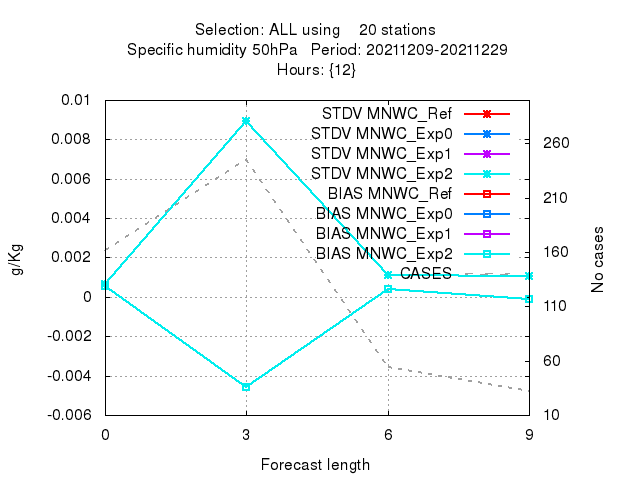 Selection: ALL using    20 stations
Specific humidity 50hPa   Period: 20211209-20211229
Hours: {12}
0.01
0.008
0.006
0.004
0.002
0
-0.002
-0.004
-0.006
g/Kg
STDV MNWC_Ref
STDV MNWC_Exp0
STDV MNWC_Exp1
STDV MNWC_Exp2
BIAS MNWC_Ref
BIAS MNWC_Exp0
BIAS MNWC_Exp1
BIAS MNWC_Exp2
CASES
260
210
160
110
60
10
No cases
0 3 6 9
Forecast length